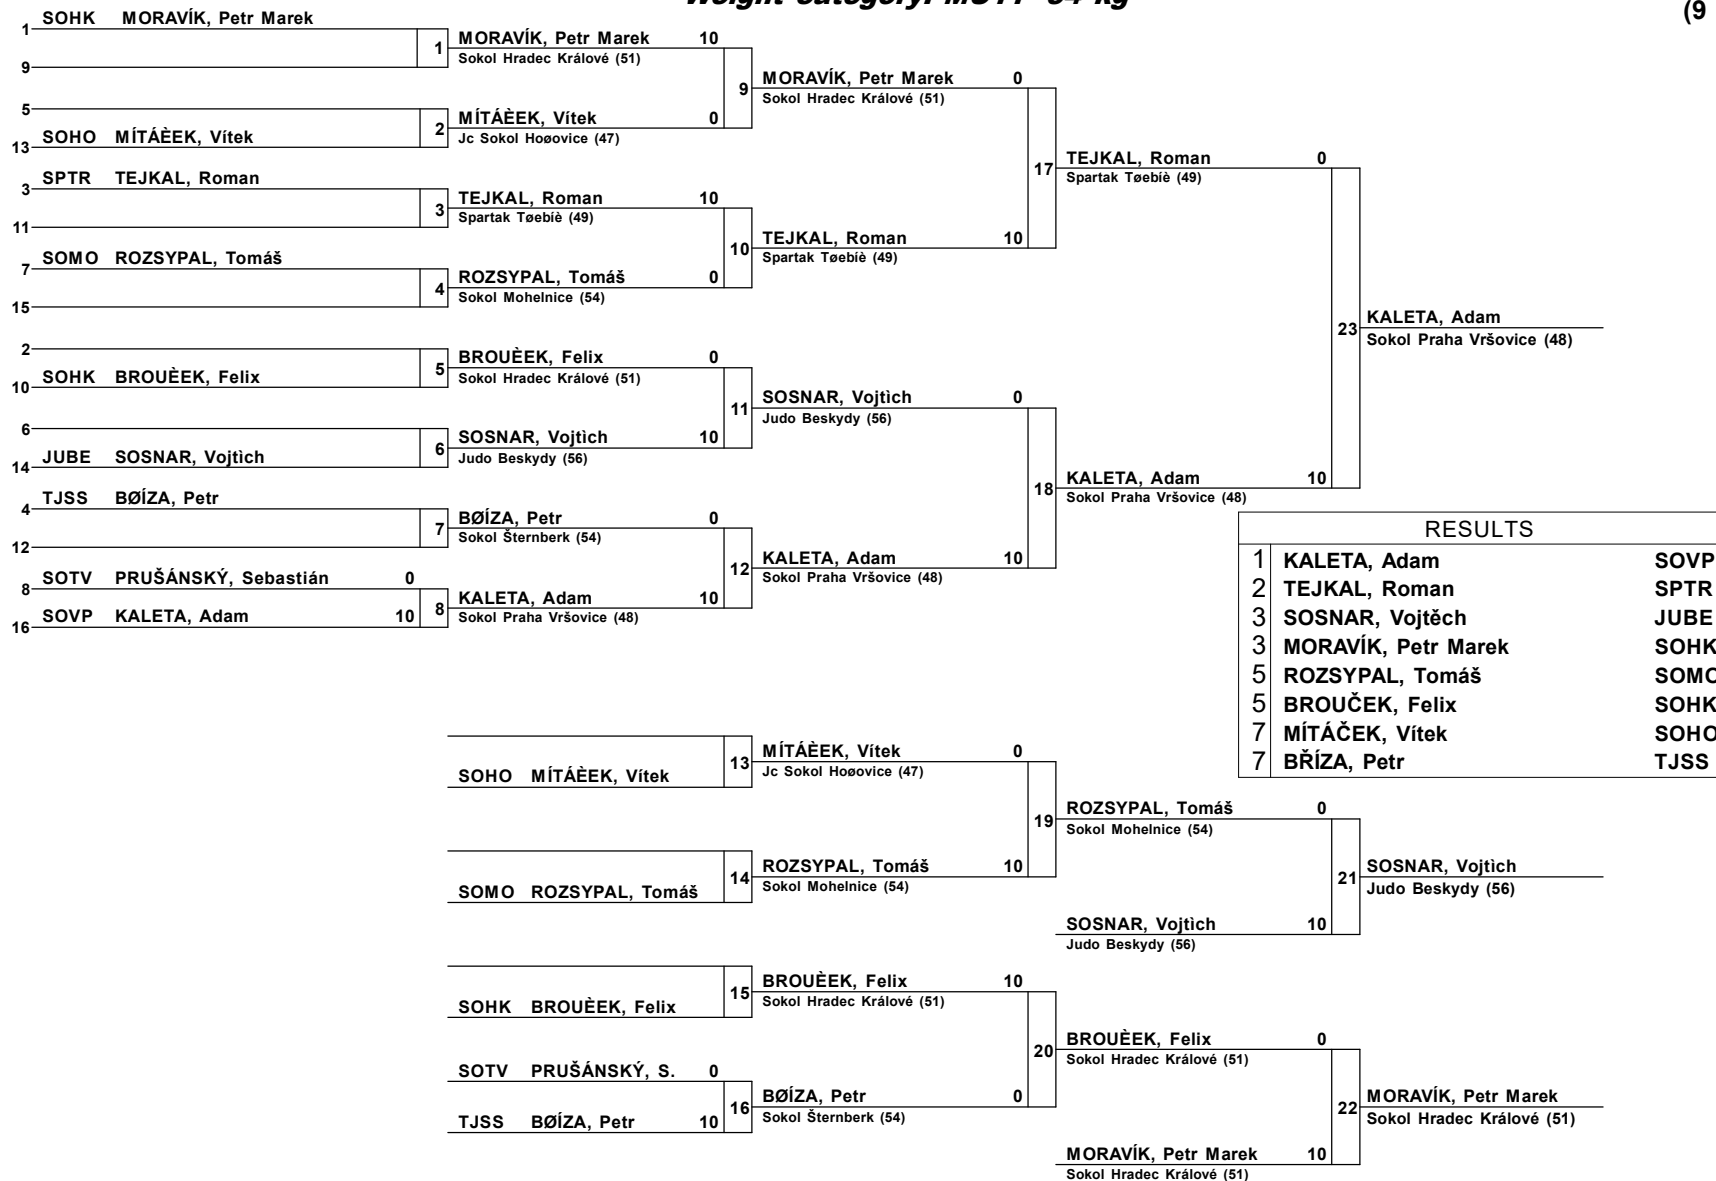 Weight category: MU11 -34 kg
(9
1 SOHK MORAVÍK, Petr Marek
9
1 MORAVÍK, Petr Marek 10
Sokol Hradec Králové (51)
5
13 SOHO MÍTÁÈEK, Vítek
2 MÍTÁÈEK, Vítek 0
Jc Sokol Hoøovice (47)
9 MORAVÍK, Petr Marek 0
Sokol Hradec Králové (51)
3 SPTR TEJKAL, Roman
11
3 TEJKAL, Roman 10
Spartak Tøebíè (49)
7 SOMO ROZSYPAL, Tomáš
15
4 ROZSYPAL, Tomáš 0
Sokol Mohelnice (54)
10 TEJKAL, Roman 10
Spartak Tøebíè (49)
17 TEJKAL, Roman 0
Spartak Tøebíè (49)
2
10 SOHK BROUÈEK, Felix
5 BROUÈEK, Felix 0
Sokol Hradec Králové (51)
6
14 JUBE SOSNAR, Vojtìch
6 SOSNAR, Vojtìch 10
Judo Beskydy (56)
11 SOSNAR, Vojtìch 0
Judo Beskydy (56)
4 TJSS BØÍZA, Petr
12
7 BØÍZA, Petr 0
Sokol Šternberk (54)
8 SOTV PRUŠÁNSKÝ, Sebastián 0
16 SOVP KALETA, Adam 10
8 KALETA, Adam 10
Sokol Praha Vršovice (48)
12 KALETA, Adam 10
Sokol Praha Vršovice (48)
18 KALETA, Adam 10
Sokol Praha Vršovice (48)
23 KALETA, Adam
Sokol Praha Vršovice (48)
RESULTS
1 KALETA, Adam SOVP
2 TEJKAL, Roman SPTR
3 SOSNAR, Vojtěch JUBE
3 MORAVÍK, Petr Marek SOHK
5 ROZSYPAL, Tomáš SOMO
5 BROUČEK, Felix SOHK
7 MÍTÁČEK, Vítek SOHO
7 BŘÍZA, Petr TJSS
SOHO MÍTÁÈEK, Vítek
13 MÍTÁÈEK, Vítek 0
Jc Sokol Hoøovice (47)
SOMO ROZSYPAL, Tomáš
14 ROZSYPAL, Tomáš 10
Sokol Mohelnice (54)
19 ROZSYPAL, Tomáš 0
Sokol Mohelnice (54)
SOSNAR, Vojtìch 10
Judo Beskydy (56)
21 SOSNAR, Vojtìch
Judo Beskydy (56)
SOHK BROUÈEK, Felix
15 BROUÈEK, Felix 10
Sokol Hradec Králové (51)
SOTV PRUŠÁNSKÝ, S. 0
TJSS BØÍZA, Petr 10
16 BØÍZA, Petr 0
Sokol Šternberk (54)
20 BROUÈEK, Felix 0
Sokol Hradec Králové (51)
MORAVÍK, Petr Marek 10
Sokol Hradec Králové (51)
22 MORAVÍK, Petr Marek
Sokol Hradec Králové (51)